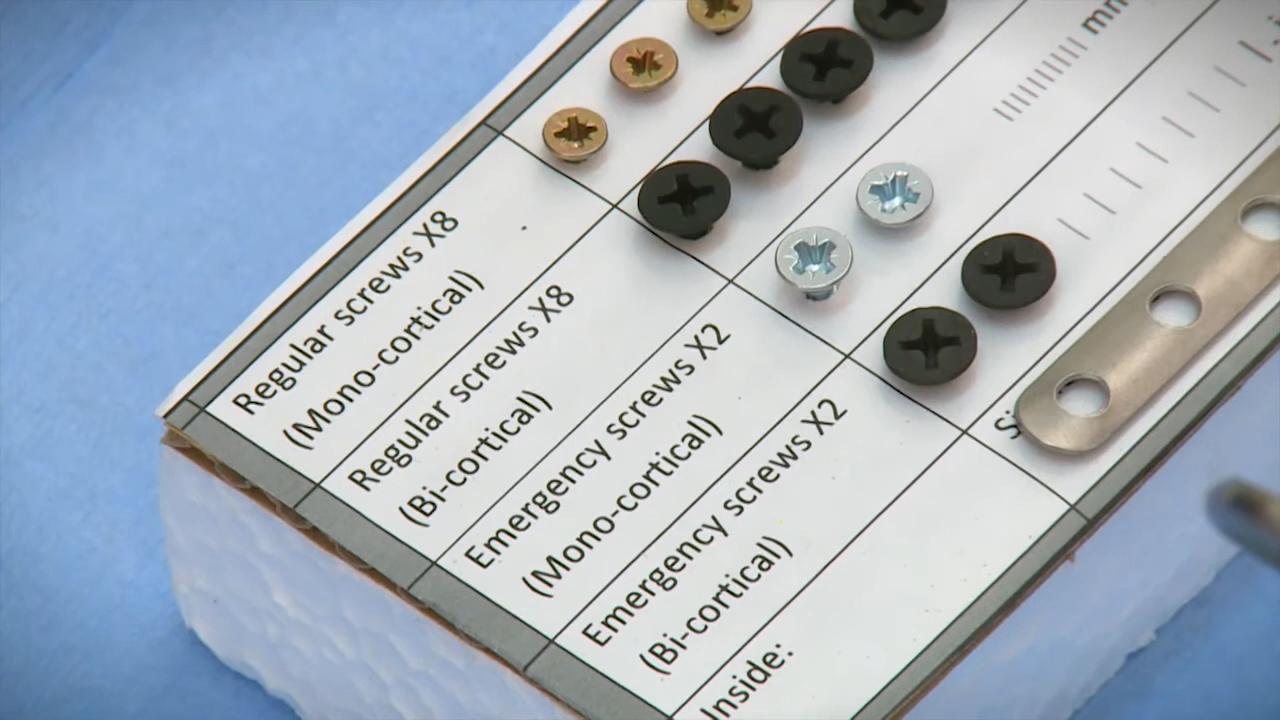 Regular screws X8
(Mono-cortical)
Regular screws X8
(Bi-cortical)
Emergency screws X2
(Mono-cortical)
Emergency screws X2
(Bi-cortical)
Inside:
mm